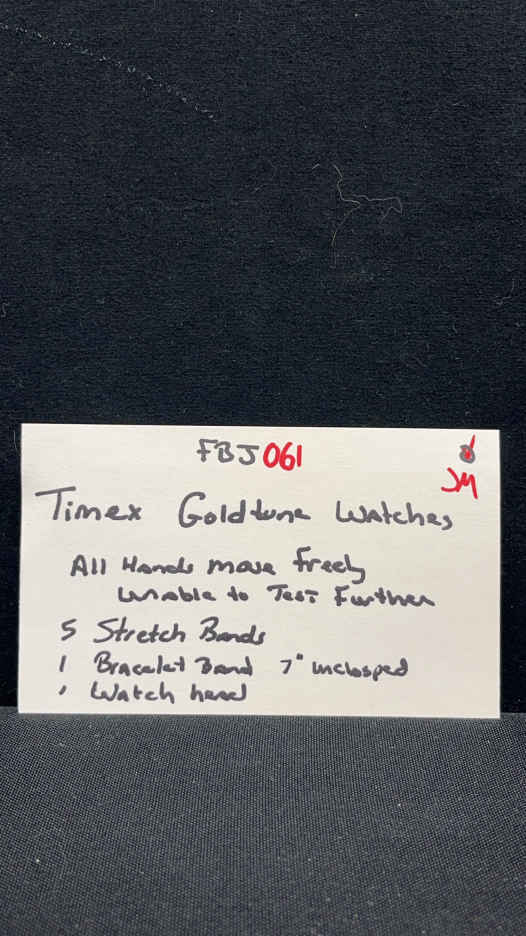 FBJ061
JM
Timex Goldtone Watches
All Hands move freely
unable to Test Further
5 Stretch Bands
1 Bracelet Band 7" unclasped
1 Watch head